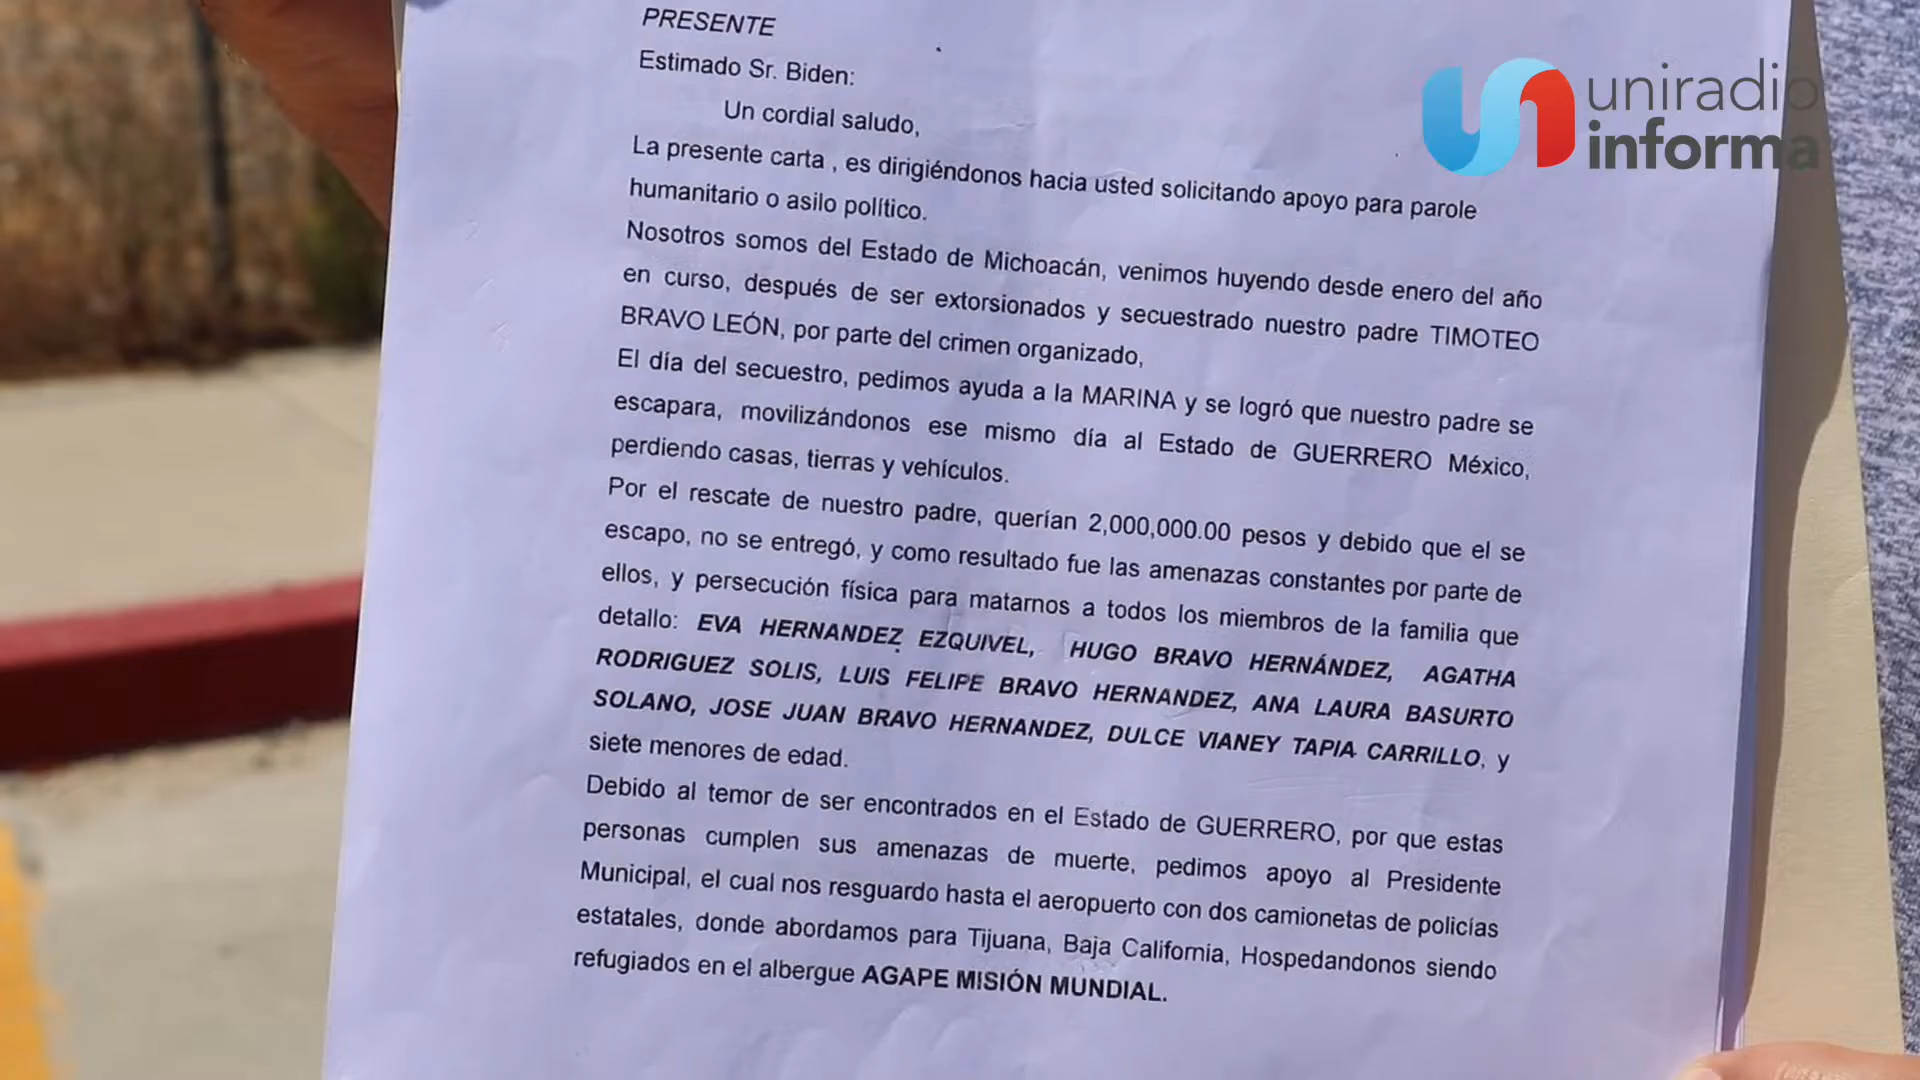 PRESENTE
Estimado Sr. Biden:
Un cordial saludo,
La presente carta , es dirigiéndonos hacia usted solicitando apoyo para parole
humanitario o asilo político.
Nosotros somos del Estado de Michoacán, venimos huyendo desde enero del año
en curso, después de ser extorsionados y secuestrado nuestro padre TIMOTEO
BRAVO LEÓN, por parte del crimen organizado,
El día del secuestro, pedimos ayuda a la MARINA y se logró que nuestro padre se
escapara, movilizándonos ese mismo día al Estado de GUERRERO México,
perdiendo casas, tierras y vehículos.
Por el rescate de nuestro padre, querían 2,000,000.00 pesos y debido que el se
escapo, no se entregó, y como resultado fue las amenazas constantes por parte de
ellos, y persecución física para matarnos a todos los miembros de la familia que
detallo: EVA HERNANDEZ EZQUIVEL, HUGO BRAVO HERNÁNDEZ, AGATHA
RODRIGUEZ SOLIS, LUIS FELIPE BRAVO HERNANDEZ, ANA LAURA BASURTO
SOLANO, JOSE JUAN BRAVO HERNANDEZ, DULCE VIANEY TAPIA CARRILLO, y
siete menores de edad.
Debido al temor de ser encontrados en el Estado de GUERRERO, por que estas
personas cumplen sus amenazas de muerte, pedimos apoyo al Presidente
Municipal, el cual nos resguardo hasta el aeropuerto con dos camionetas de policías
estatales, donde abordamos para Tijuana, Baja California, Hospedandonos siendo
refugiados en el albergue AGAPE MISIÓN MUNDIAL.
uniradio
informa